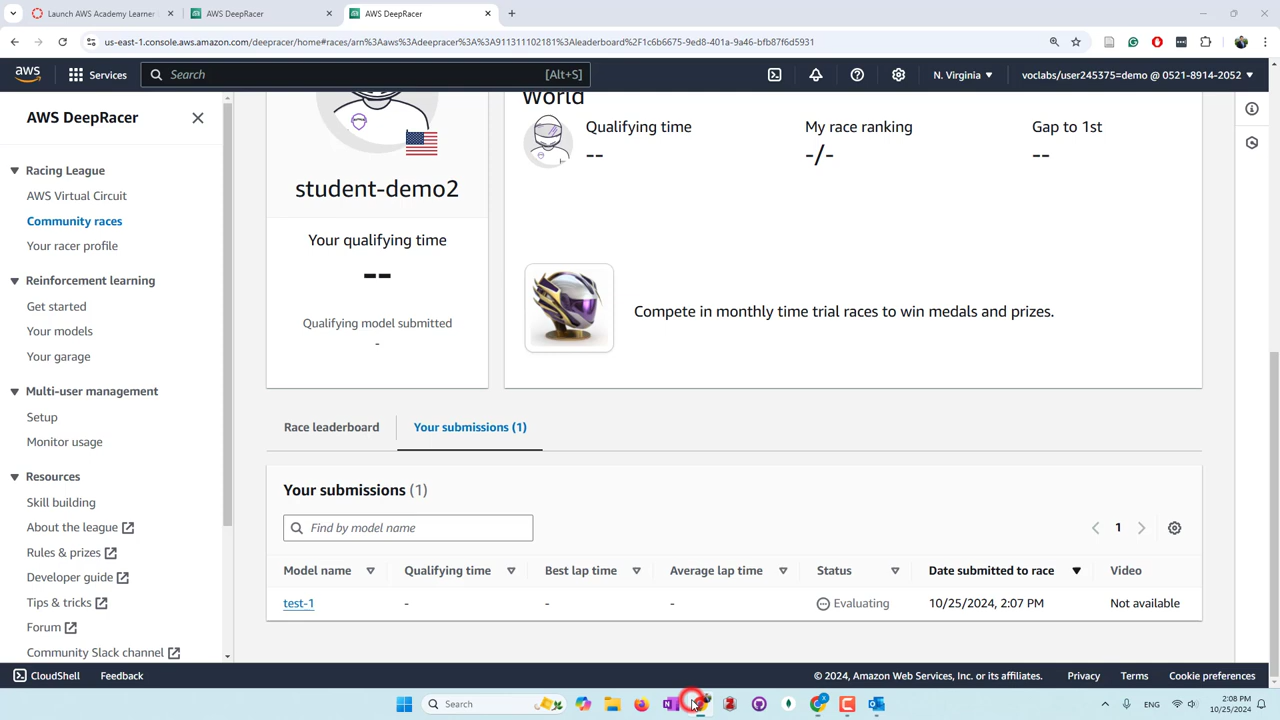 Launch AWS Academy Learner
AWS DeepRacer
AWS DeepRacer
us-east-1.console.aws.amazon.com/deepracer/home#races/arn%3Aaws%3Adeepracer%3A%3A911311102181%3Aleaderboard%2F1c6b6675-9ed8-401a-9a46-bfb87f6d5931
aws
Services
Search
[Alt+S]
N. Virginia
voclabs/user245375=demo @ 0521-8914-2052
AWS DeepRacer
Racing League
AWS Virtual Circuit
Community races
Your racer profile
Reinforcement learning
Get started
Your models
Your garage
Multi-user management
Setup
Monitor usage
Resources
Skill building
About the league
Rules & prizes
Developer guide
Tips & tricks
Forum
Community Slack channel
student-demo2
Your qualifying time
--
Qualifying model submitted
-
World
Qualifying time
--
My race ranking
-/-
Gap to 1st
--
Compete in monthly time trial races to win medals and prizes.
Race leaderboard
Your submissions (1)
Your submissions (1)
Find by model name
1
Model name Qualifying time Best lap time Average lap time Status Date submitted to race Video
test-1 - - - Evaluating 10/25/2024, 2:07 PM Not available
CloudShell
Feedback
© 2024, Amazon Web Services, Inc. or its affiliates.
Privacy
Terms
Cookie preferences
Search
ENG
2:08 PM
10/25/2024